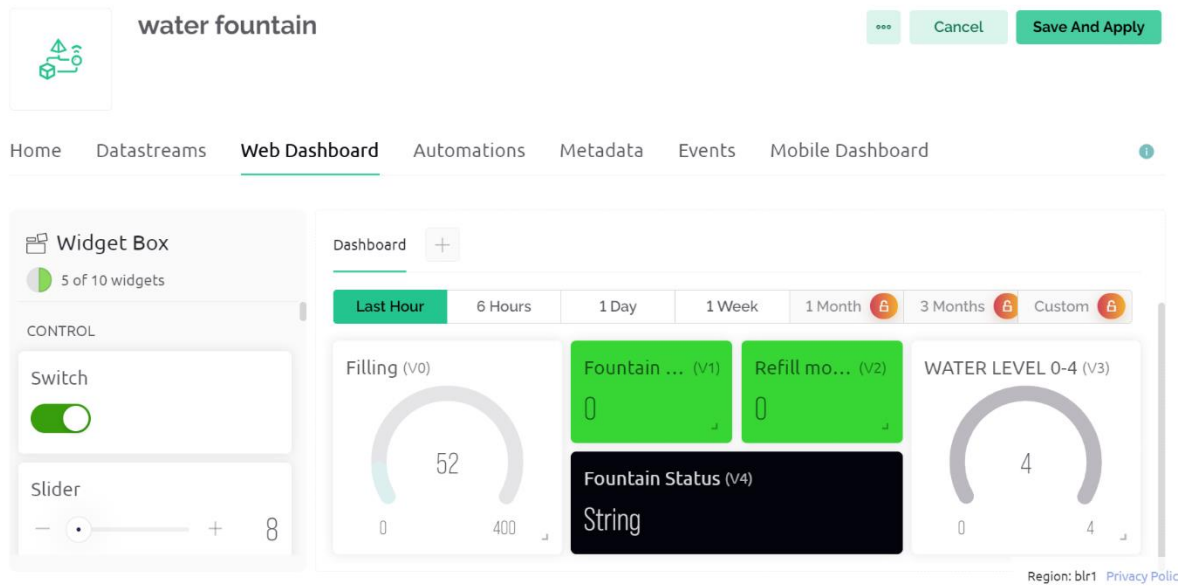 water fountain
Cancel
Save And Apply
Home Datastreams Web Dashboard Automations Metadata Events Mobile Dashboard
Widget Box
5 of 10 widgets
CONTROL
Switch
Slider
8
Dashboard
Last Hour 6 Hours 1 Day 1 Week 1 Month 3 Months Custom
Filling (V0)
52
0 400
Fountain ... (V1)
0
Refill mo... (V2)
0
Fountain Status (V4)
String
WATER LEVEL 0-4 (V3)
4
0 4
Region: blr1 Privacy Polic